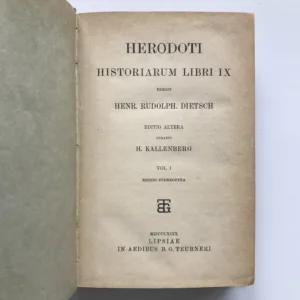 HERODOTI
HISTORIARUM LIBRI IX
EDIDIT
HENR. RUDOLPH. DIETSCH
EDITIO ALTERA
CURAVIT
H. KALLENBERG
VOL. I
EDITIO STEREOTYPA
LIPSIAE
IN AEDIBUS B. G. TEUBNERI